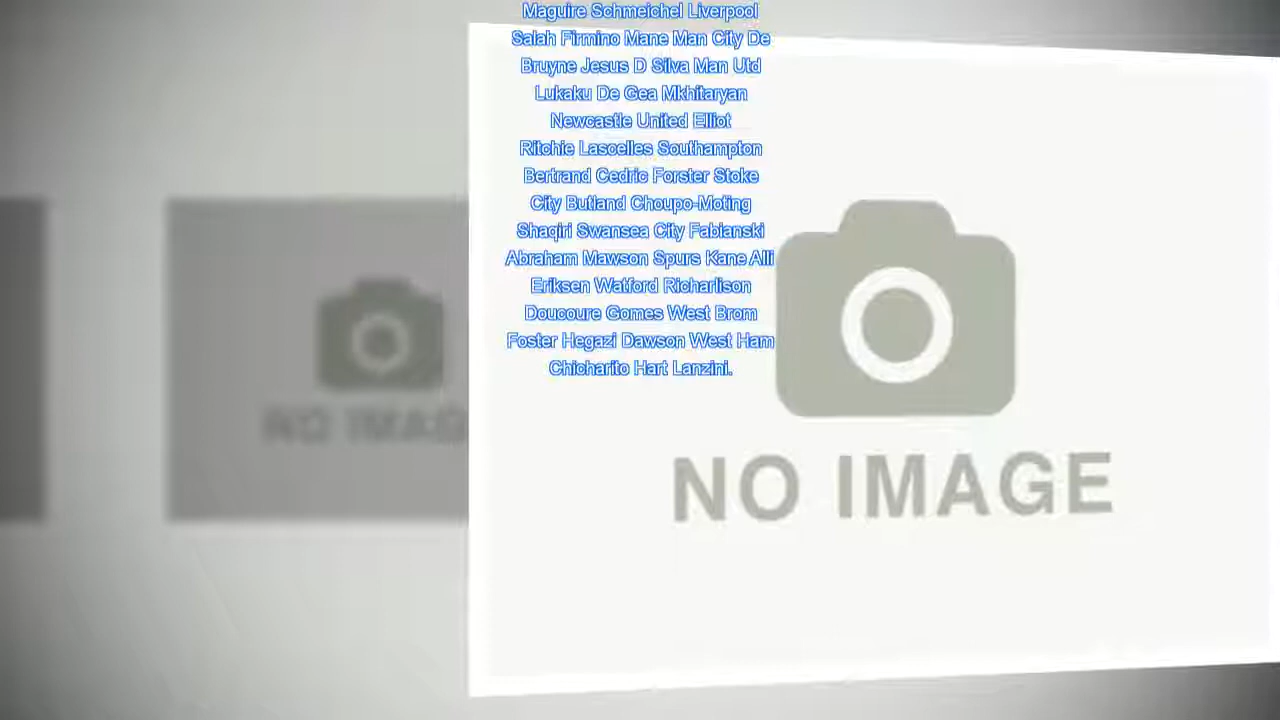 Maguire Schmeichel Liverpool
Salah Firmino Mane Man City De
Bruyne Jesus D Silva Man Utd
Lukaku De Gea Mkhitaryan
Newcastle United Elliot
Ritchie Lascelles Southampton
Bertrand Cedric Forster Stoke
City Butland Choupo-Moting
Shaqiri Swansea City Fabianski
Abraham Mawson Spurs Kane Alli
Eriksen Watford Richarlison
Doucoure Gomes West Brom
Foster Hegazi Dawson West Ham
Chicharito Hart Lanzini.
NO IMAG
NO IMAGE